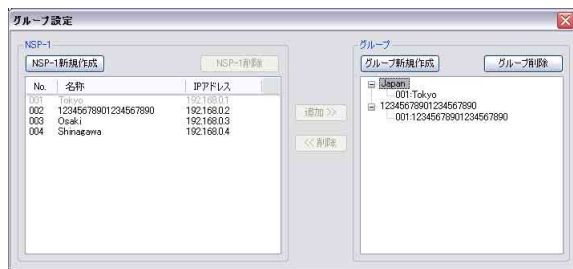 グループ設定
NSP-1
NSP-1新規作成
NSP-1削除
No. 名称 IPアドレス
001 Tokyo 192.168.0.1
002 12345678901234567890 192.168.0.2
003 Osaki 192.168.0.3
004 Shinagawa 192.168.0.4
追加 >>
<< 削除
グループ
グループ新規作成
グループ削除
Japan
001:Tokyo
12345678901234567890
001:12345678901234567890